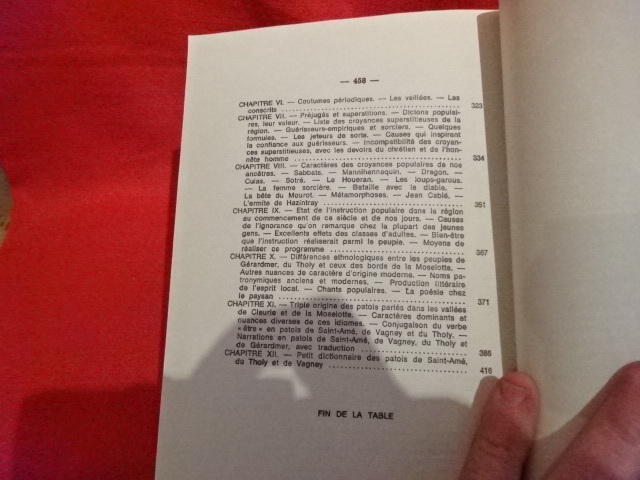 — 458 —
CHAPITRE VI. — Coutumes périodiques. — Les veillées. — Les
conscrits ........ 323
CHAPITRE VII. — Préjugés et superstitions. — Dictons populai-
res, leur valeur. — Liste des croyances superstitieuses de la
région. — Guérisseurs-empiriques et sorciers. — Quelques
formules. — Les jeteurs de sorts. — Causes qui inspirent
la confiance aux guérisseurs. — Incompatibilité des croyan-
ces superstitieuses, avec les devoirs du chrétien et de l'hon-
nête homme ........ 334
CHAPITRE VIII. — Caractères des croyances populaires de nos
ancêtres. — Sabbats. — Mannihennequin. — Dragon. —
Culas. — Sotré. — Le Houeran. — Les loups-garous.
— La femme sorcière. — Bataille avec le diable. —
La bête du Mourot. — Métamorphoses. — Jean Cablé, —
L'ermite de Hazintray ........ 351
CHAPITRE IX. — Etat de l'instruction populaire dans la région
au commencement de ce siècle et de nos jours. — Causes
de l'ignorance qu'on remarque chez la plupart des jeunes
gens. — Excellents effets des classes d'adultes. — Bien-être
que l'instruction réaliserait parmi le peuple. — Moyens de
réaliser ce programme ........ 367
CHAPITRE X. — Différences ethnologiques entre les peuples de
Gérardmer, du Tholy et ceux des bords de la Moselotte. —
Autres nuances de caractère d'origine moderne. — Noms pa-
tronymiques anciens et modernes. — Production littéraire
de l'esprit local. — Chants populaires. — La poésie chez
le paysan ........ 371
CHAPITRE XI. — Triple origine des patois parlés dans les vallées
de Cleurie et de la Moselotte. — Caractères dominants et
nuances diverses de ces idiomes. — Conjugaison du verbe
« être » en patois de Saint-Amé, de Vagney et du Tholy. —
Narrations en patois de Saint-Amé, du Tholy, de Vagney et
de Gérardmer, avec traduction ........ 386
CHAPITRE XII. — Petit dictionnaire des patois de Saint-Amé,
du Tholy et de Vagney ........ 416
FIN DE LA TABLE